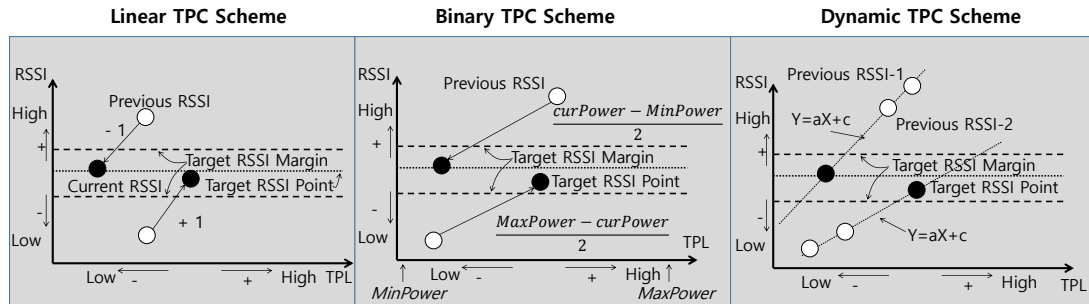 Linear TPC Scheme
RSSI
High
+
-
Low
Previous RSSI
- 1
Target RSSI Margin
Current RSSI
Target RSSI Point
+ 1
Low
-
+
High
TPL
Binary TPC Scheme
RSSI
High
+
-
Low
Previous RSSI
curPower − MinPower
2
Target RSSI Margin
Target RSSI Point
MaxPower − curPower
2
TPL
Low
-
+
High
MinPower
MaxPower
Dynamic TPC Scheme
RSSI
High
+
-
Low
Previous RSSI-1
Y=aX+c
Previous RSSI-2
Target RSSI Margin
Target RSSI Point
Y=aX+c
Low
-
+
High
TPL